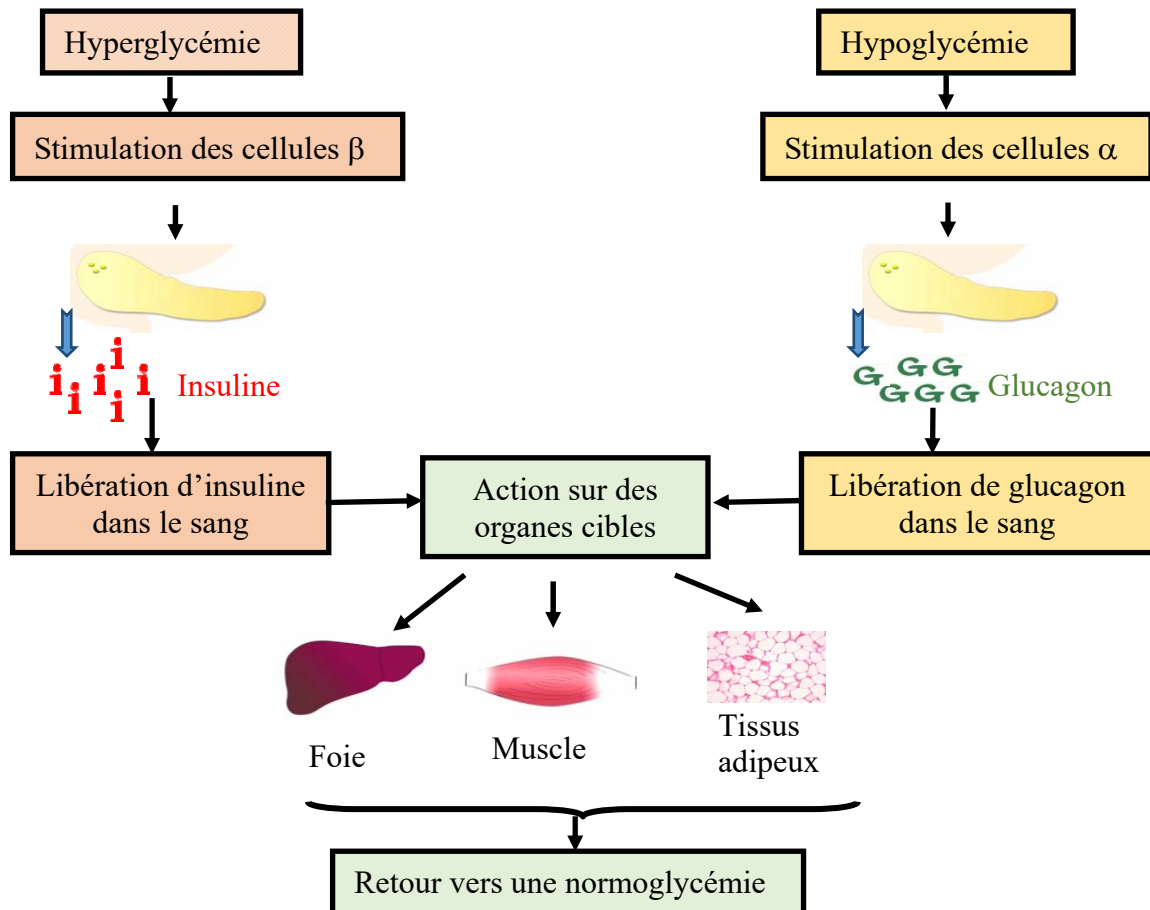 Hyperglycémie
Hypoglycémie
Stimulation des cellules β
Stimulation des cellules α
i i i i i i Insuline
G G G G G G Glucagon
Libération d’insuline
dans le sang
Action sur des
organes cibles
Libération de glucagon
dans le sang
Foie
Muscle
Tissus
adipeux
Retour vers une normoglycémie